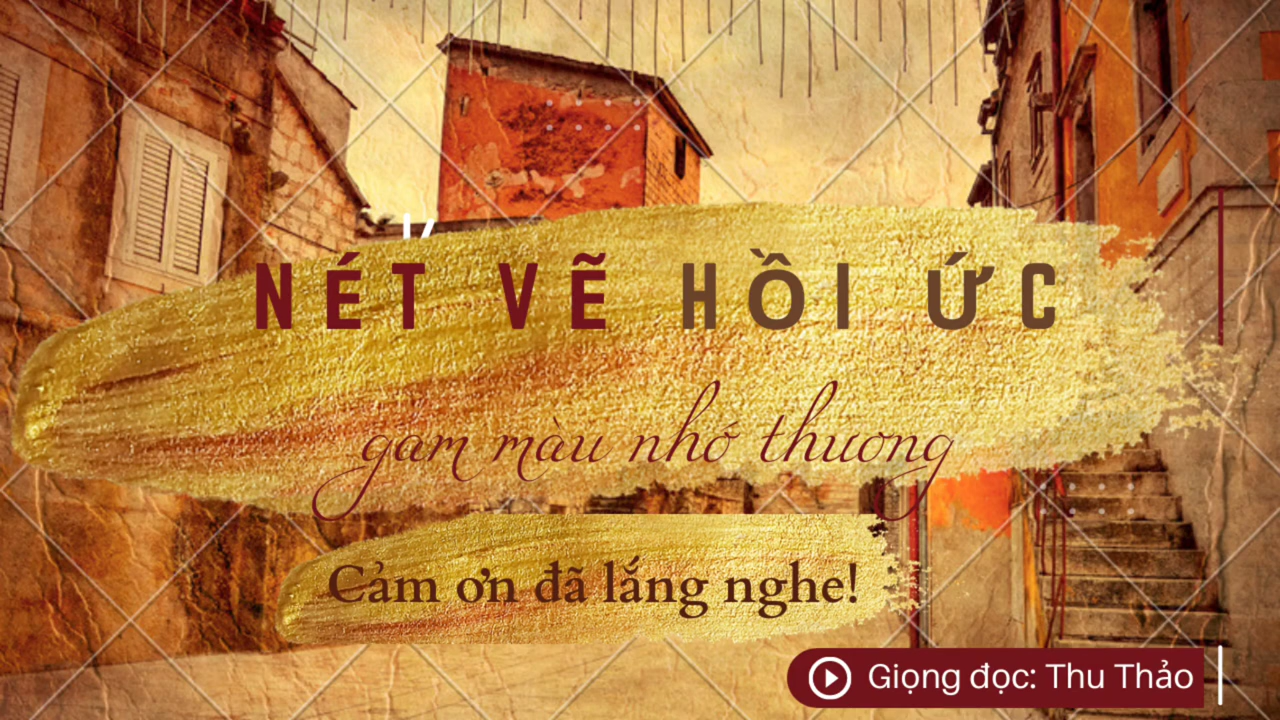 NÉT VẼ HỒI ỨC
gam màu nhớ thương
Cảm ơn đã lắng nghe!
Giọng đọc: Thu Thảo